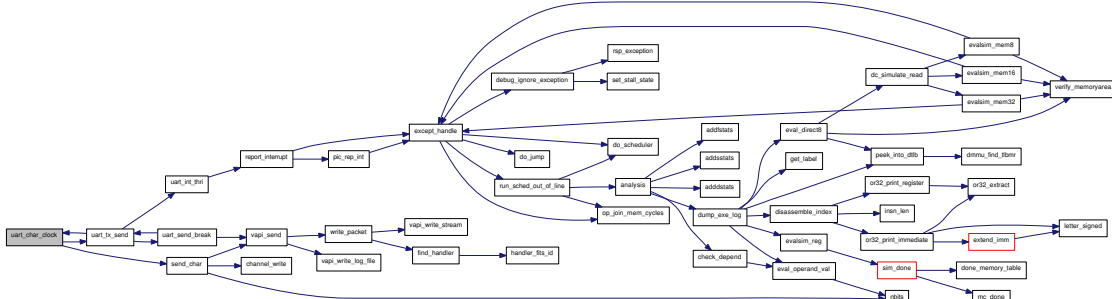 uart_char_clock
uart_tx_send
send_char
uart_int_thri
uart_send_break
report_interrupt
pic_rep_int
vapi_send
channel_write
write_packet
vapi_write_log_file
vapi_write_stream
find_handler
handler_fits_id
except_handle
debug_ignore_exception
do_jump
run_sched_out_of_line
rsp_exception
set_stall_state
do_scheduler
analysis
op_join_mem_cycles
addfstats
addsstats
adddstats
dump_exe_log
check_depend
eval_direct8
get_label
disassemble_index
evalsim_reg
eval_operand_val
dc_simulate_read
peek_into_dtlb
or32_print_register
insn_len
or32_print_immediate
sim_done
nbits
evalsim_mem8
evalsim_mem16
evalsim_mem32
dmmu_find_tlbmr
or32_extract
extend_imm
done_memory_table
mc_done
verify_memoryarea
letter_signed